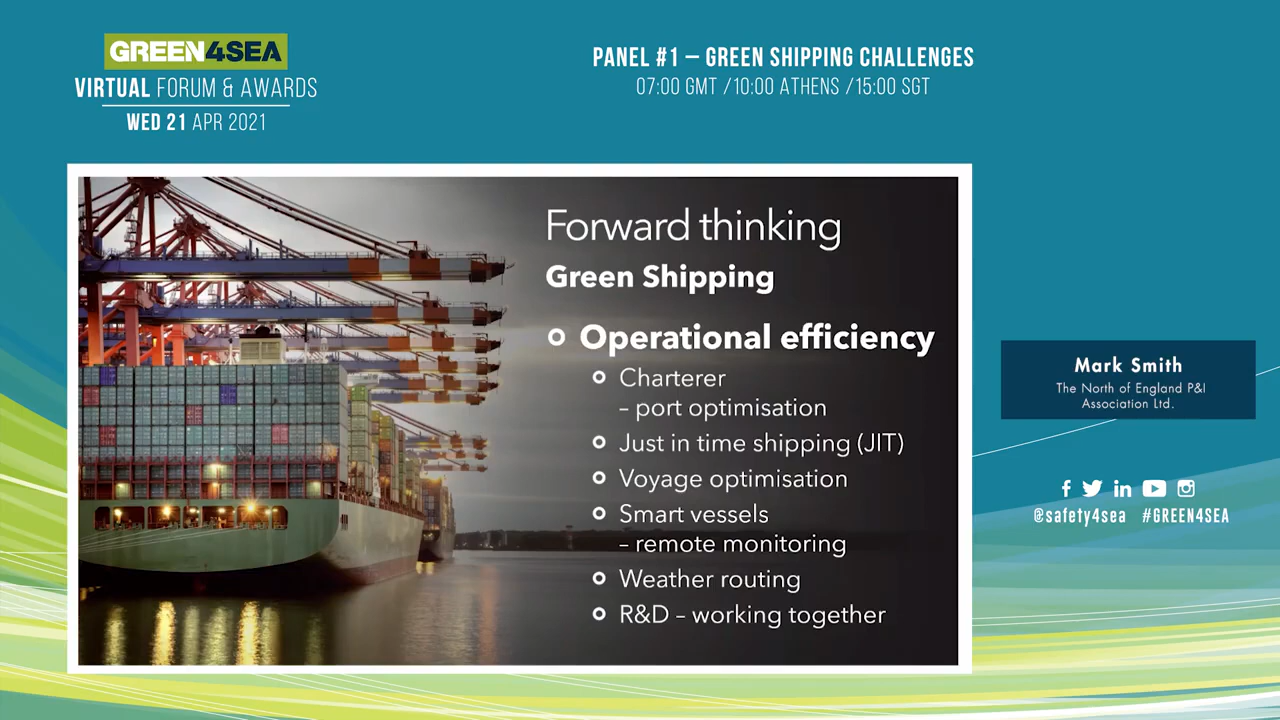 GREEN4SEA
VIRTUAL FORUM & AWARDS
WED 21 APR 2021
PANEL #1 – GREEN SHIPPING CHALLENGES
07:00 GMT /10:00 ATHENS /15:00 SGT
Forward thinking
Green Shipping
Operational efficiency
Charterer
– port optimisation
Just in time shipping (JIT)
Voyage optimisation
Smart vessels
– remote monitoring
Weather routing
R&D – working together
Mark Smith
The North of England P&I
Association Ltd.
@safety4sea #GREEN4SEA